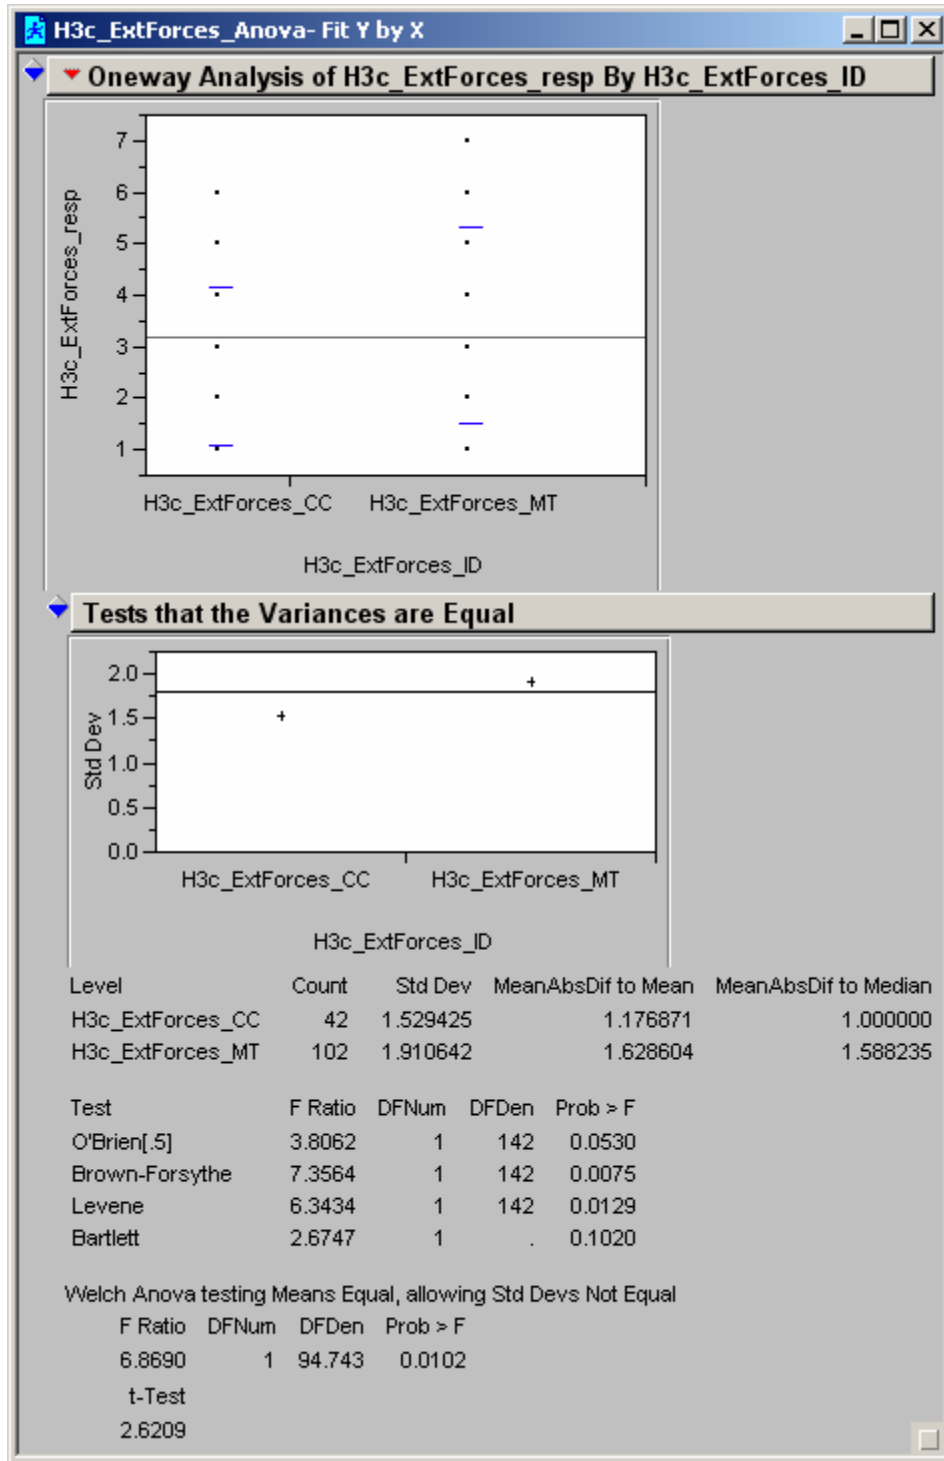 H3c_ExtForces_Anova- Fit Y by X
Oneway Analysis of H3c_ExtForces_resp By H3c_ExtForces_ID
H3c_ExtForces_resp
7
6
5
4
3
2
1
H3c_ExtForces_CC H3c_ExtForces_MT
H3c_ExtForces_ID
Tests that the Variances are Equal
Std Dev
2.0
1.5
1.0
0.5
0.0
H3c_ExtForces_CC H3c_ExtForces_MT
H3c_ExtForces_ID
Level Count Std Dev MeanAbsDif to Mean MeanAbsDif to Median
H3c_ExtForces_CC 42 1.529425 1.176871 1.000000
H3c_ExtForces_MT 102 1.910642 1.628604 1.588235
Test F Ratio DFNum DFDen Prob > F
O'Brien[.5] 3.8062 1 142 0.0530
Brown-Forsythe 7.3564 1 142 0.0075
Levene 6.3434 1 142 0.0129
Bartlett 2.6747 1 . 0.1020
Welch Anova testing Means Equal, allowing Std Devs Not Equal
F Ratio DFNum DFDen Prob > F
6.8690 1 94.743 0.0102
t-Test
2.6209